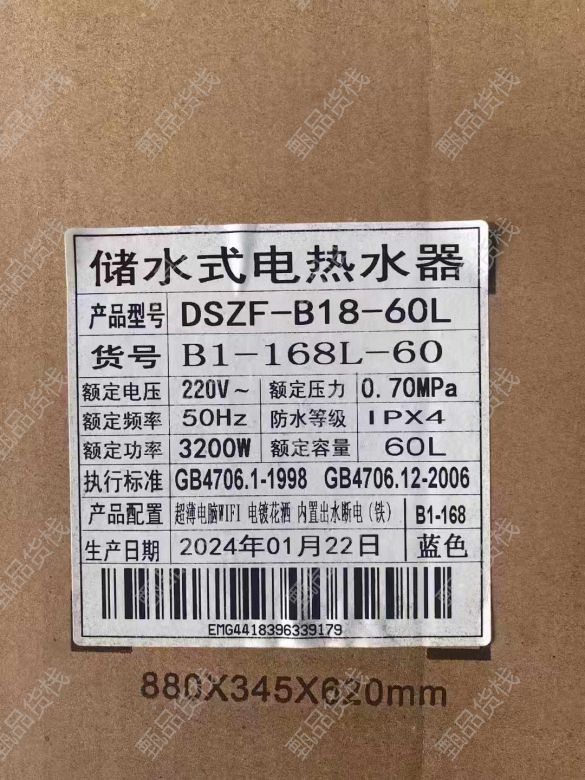 储水式电热水器
产品型号 DSZF-B18-60L
货号 B1-168L-60
额定电压 220V~ 额定压力 0.70MPa
额定频率 50Hz 防水等级 IPX4
额定功率 3200W 额定容量 60L
执行标准 GB4706.1-1998 GB4706.12-2006
产品配置 超薄电脑WIFI 电镀花洒 内置出水断电(铁) B1-168
生产日期 2024年01月22日 蓝色
EMG4418396339179
880X345X620mm
甄品货栈